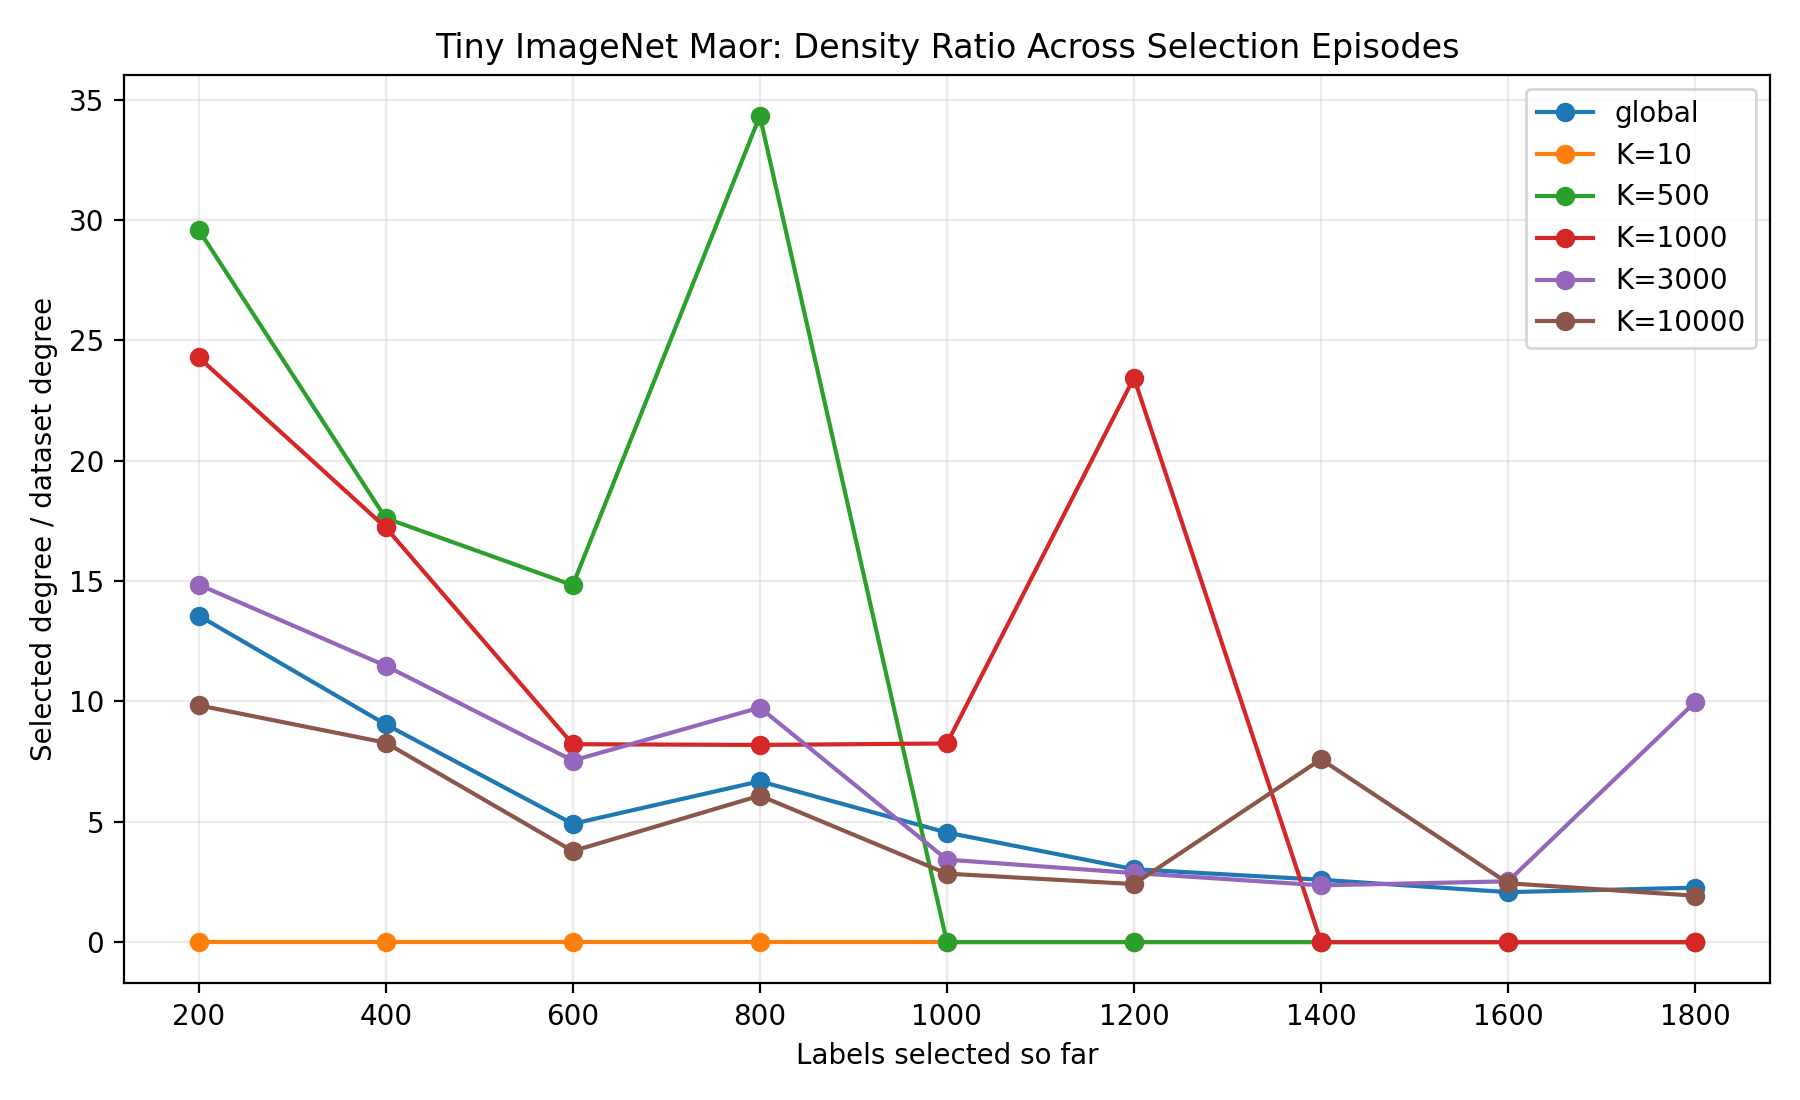 Tiny ImageNet Maor: Density Ratio Across Selection Episodes
Selected degree / dataset degree
35
30
25
20
15
10
5
0
global
K=10
K=500
K=1000
K=3000
K=10000
200 400 600 800 1000 1200 1400 1600 1800
Labels selected so far